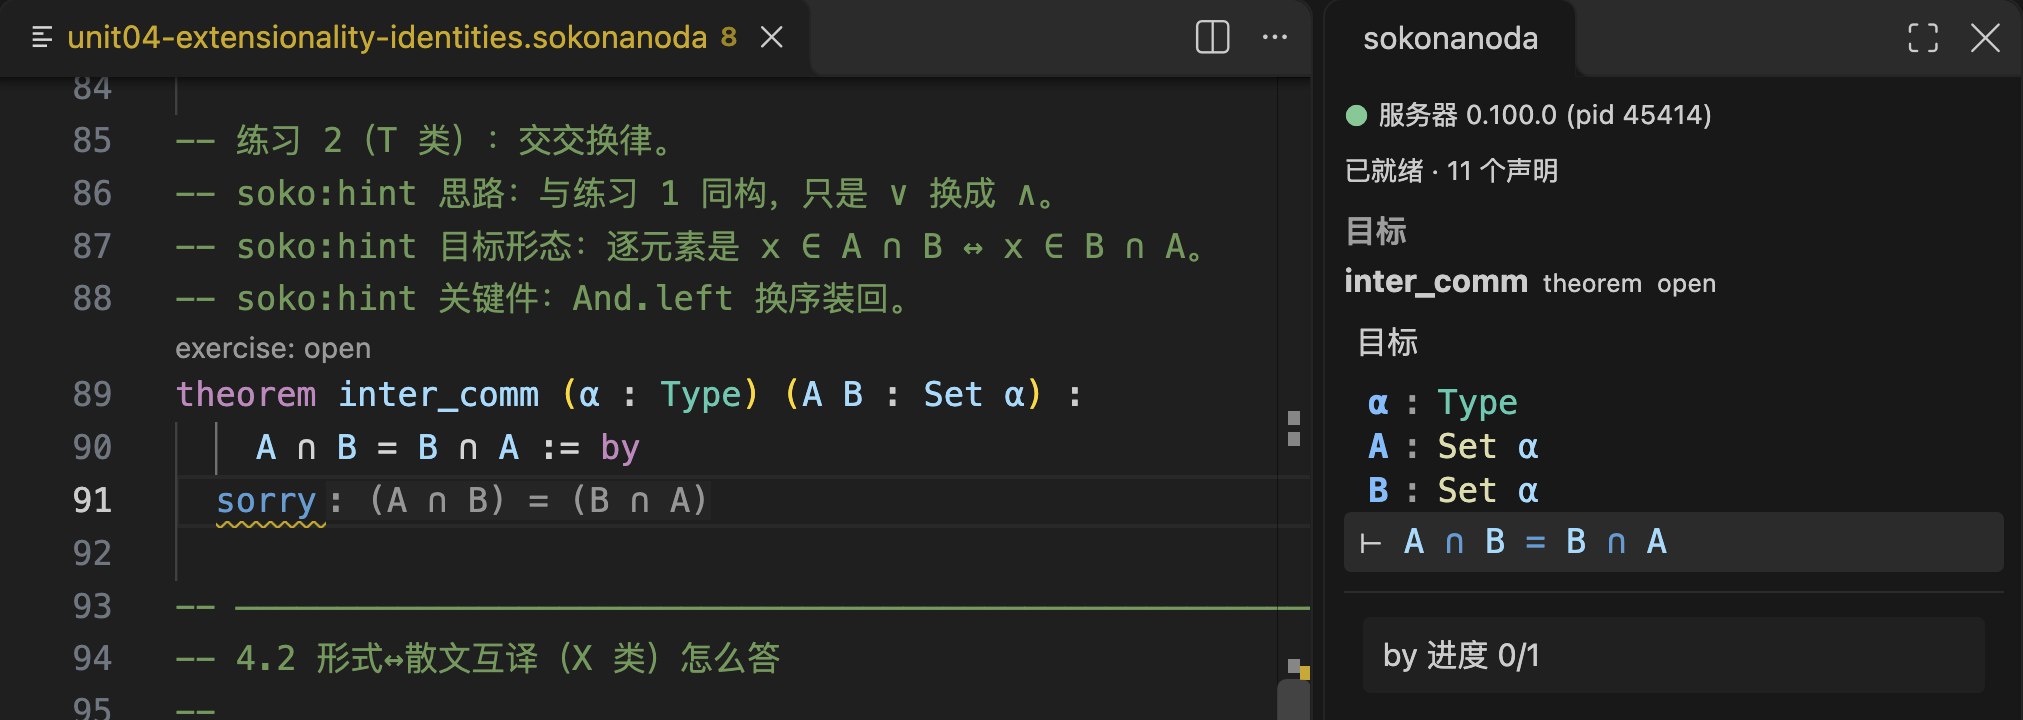 unit04-extensionality-identities.sokonanoda 8
84
85 -- 练习 2（T 类）：交交换律。
86 -- soko:hint 思路：与练习 1 同构，只是 ∨ 换成 ∧。
87 -- soko:hint 目标形态：逐元素是 x ∈ A ∩ B ↔ x ∈ B ∩ A。
88 -- soko:hint 关键件：And.left 换序装回。
exercise: open
89 theorem inter_comm (α : Type) (A B : Set α) :
90 A ∩ B = B ∩ A := by
91 sorry: (A ∩ B) = (B ∩ A)
92
93 -- ————————————————————
94 -- 4.2 形式↔散文互译（X 类）怎么答
95 --
sokonanoda
服务器 0.100.0 (pid 45414)
已就绪 · 11 个声明
目标
inter_comm theorem open
目标
α : Type
A : Set α
B : Set α
⊢ A ∩ B = B ∩ A
by 进度 0/1